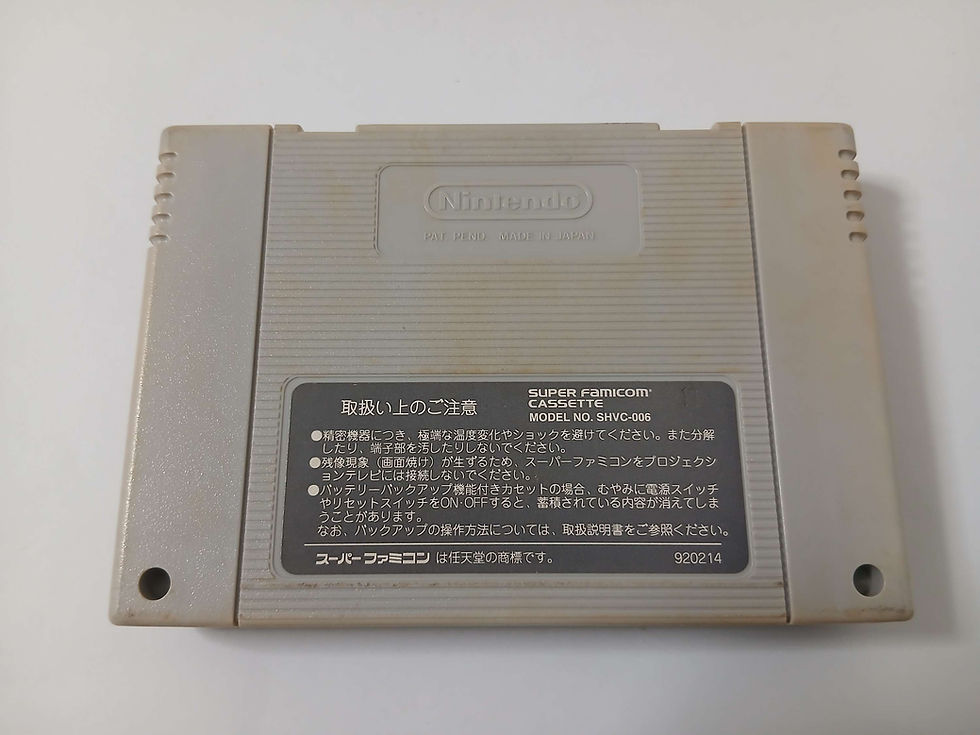 Nintendo
PAT. PEND. MADE IN JAPAN
取扱い上のご注意
SUPER FAMICOM
CASSETTE
MODEL NO. SHVC-006
●精密機器につき、極端な温度変化やショックを避けてください。また分解
したり、端子部を汚したりしないでください。
●残像現象（画面焼け）が生ずるため、スーパーファミコンをプロジェクシ
ョンテレビには接続しないでください。
●バッテリーバックアップ機能付きカセットの場合、むやみに電源スイッチ
やリセットスイッチをON・OFFすると、蓄積されている内容が消えてしま
うことがあります。
なお、バックアップの操作方法については、取扱説明書をご参照ください。
スーパーファミコン は任天堂の商標です。
920214